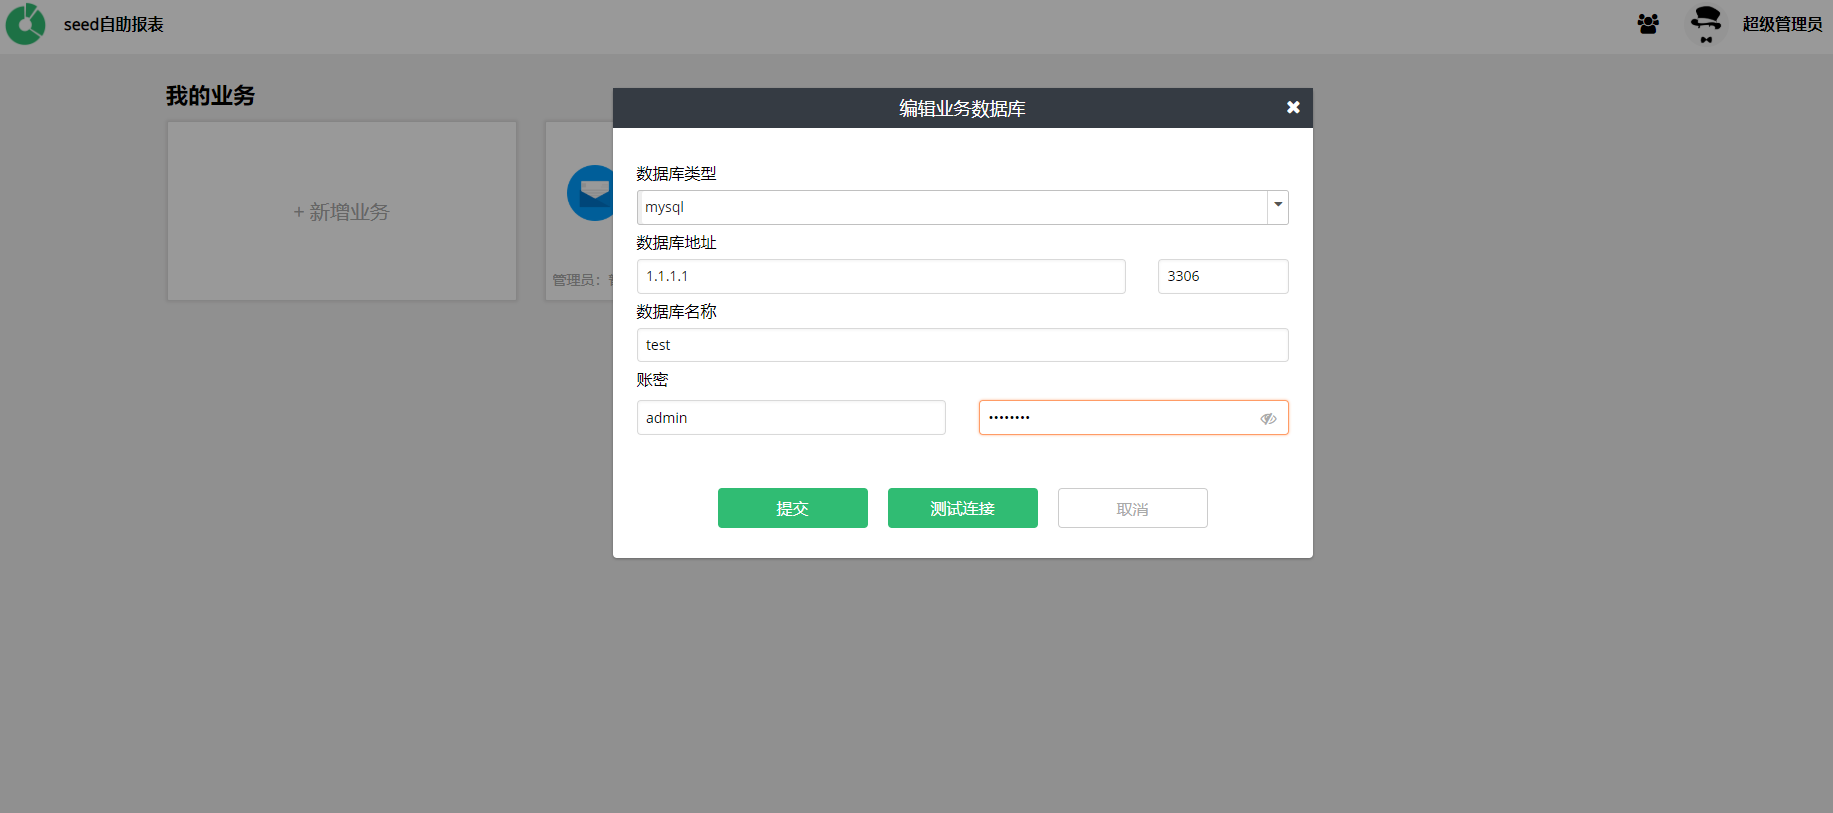 seed自助报表
超级管理员
我的业务
+ 新增业务
管理员：
编辑业务数据库
数据库类型
mysql
数据库地址
1.1.1.1
3306
数据库名称
test
账密
admin
••••••••
提交
测试连接
取消